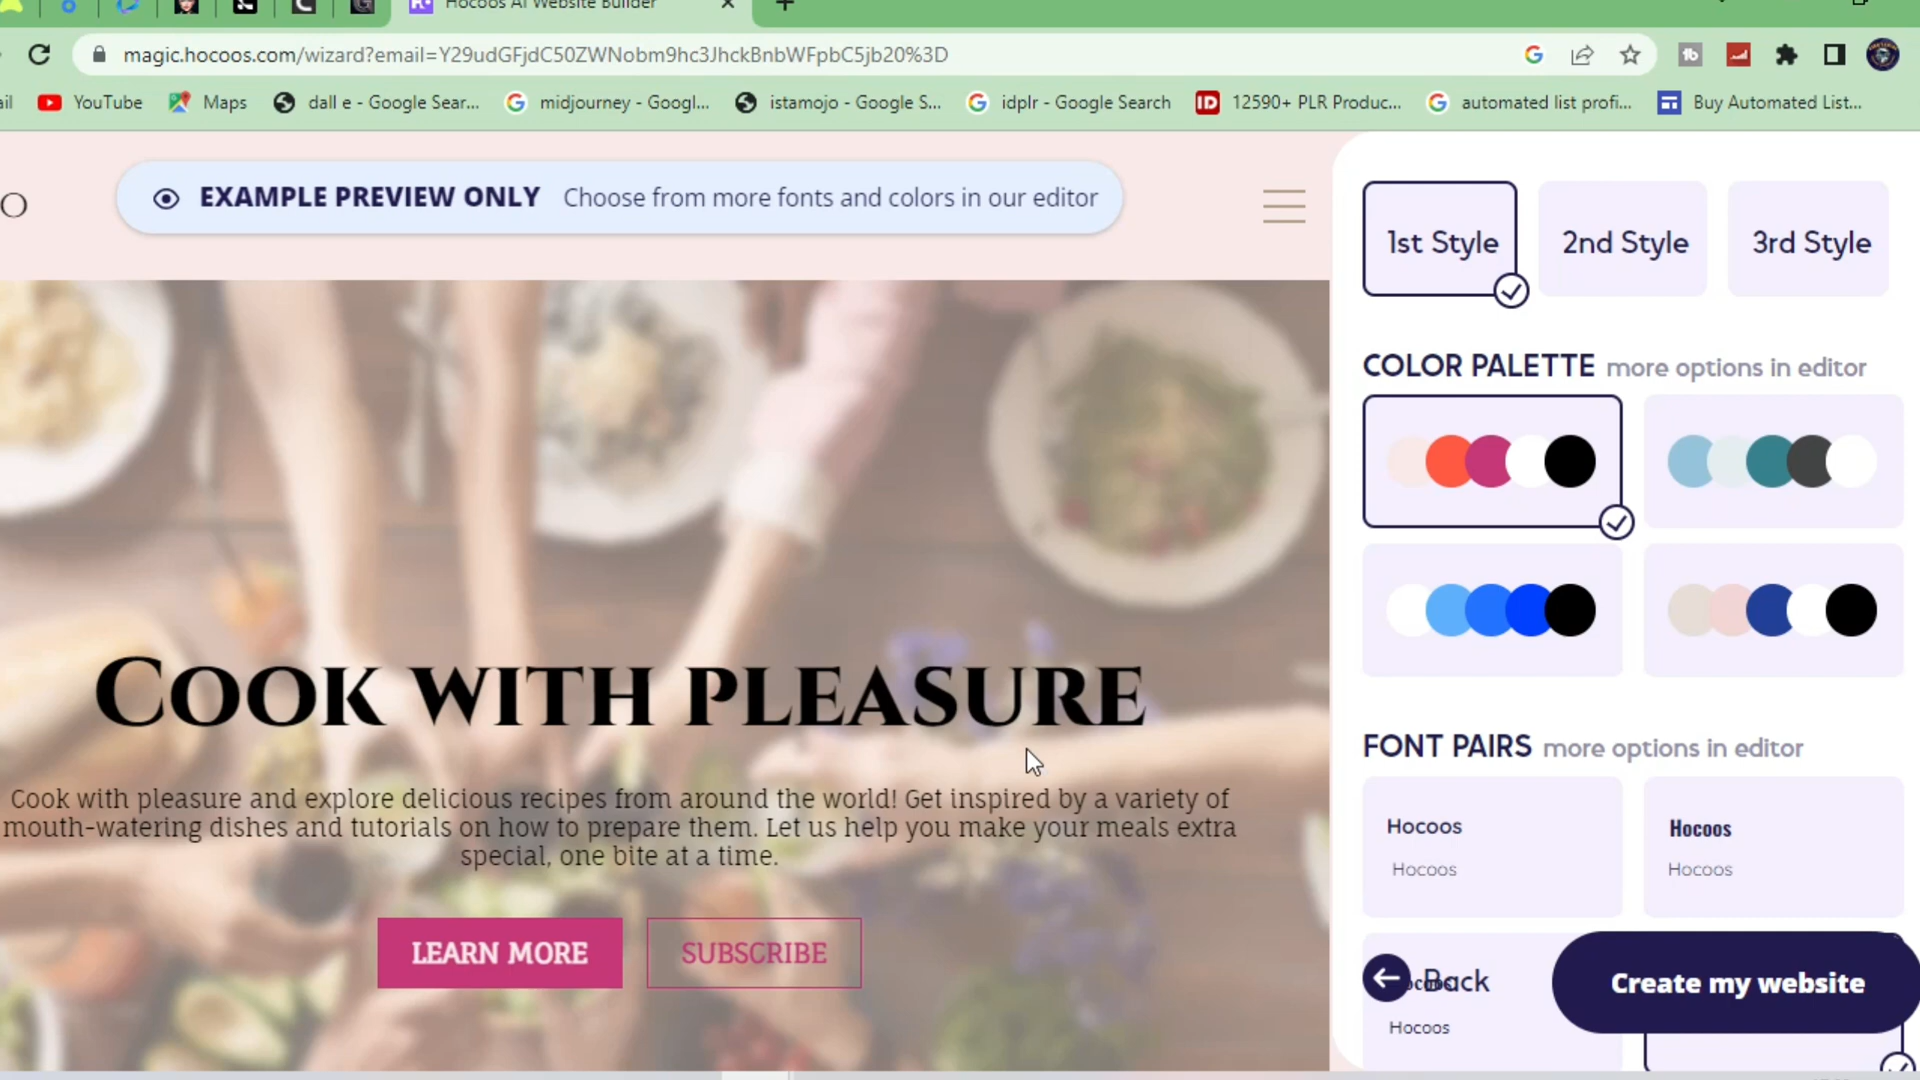 Hocoos AI Website Builder
magic.hocoos.com/wizard?email=Y29udGFjdC50ZWNobm9hc3JhckBnbWFpbC5jb20%3D
YouTube
Maps
dall e - Google Sear...
midjourney - Googl...
istamojo - Google S...
idplr - Google Search
12590+ PLR Produc...
automated list profi...
Buy Automated List...
EXAMPLE PREVIEW ONLY Choose from more fonts and colors in our editor
1st Style
2nd Style
3rd Style
COLOR PALETTE more options in editor
Cook with pleasure
Cook with pleasure and explore delicious recipes from around the world! Get inspired by a variety of
mouth-watering dishes and tutorials on how to prepare them. Let us help you make your meals extra
special, one bite at a time.
LEARN MORE
SUBSCRIBE
FONT PAIRS more options in editor
Hocoos
Hocoos
Hocoos
Hocoos
Back
Hocoos
Create my website